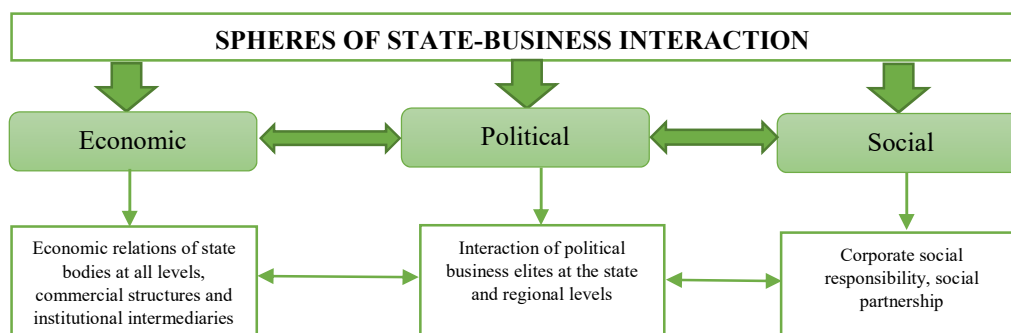 SPHERES OF STATE-BUSINESS INTERACTION
Economic
Political
Social
Economic relations of state
bodies at all levels,
commercial structures and
institutional intermediaries
Interaction of political
business elites at the state
and regional levels
Corporate social
responsibility, social
partnership